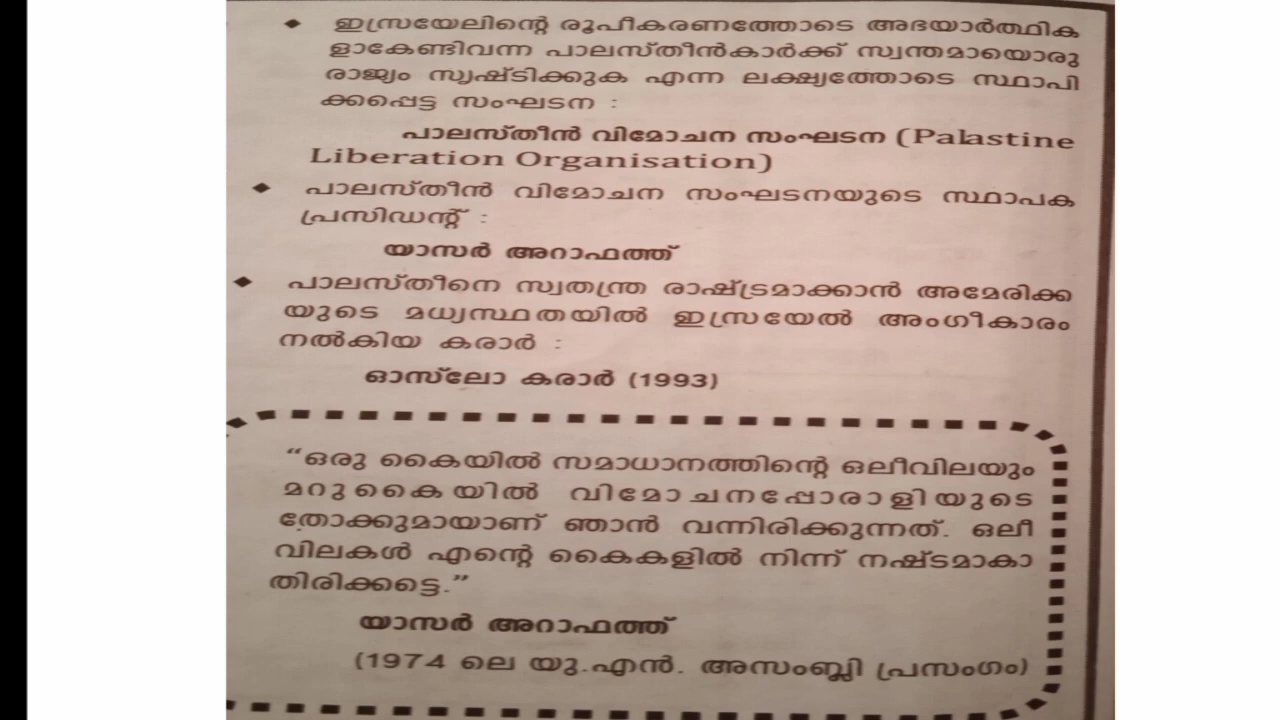 ◆ ഇസ്രയേലിന്റെ രൂപീകരണത്തോടെ അഭയാർത്ഥിക
ളാകേണ്ടിവന്ന പാലസ്തീൻകാർക്ക് സ്വന്തമായൊരു
രാജ്യം സൃഷ്ടിക്കുക എന്ന ലക്ഷ്യത്തോടെ സ്ഥാപി
ക്കപ്പെട്ട സംഘടന :
പാലസ്തീൻ വിമോചന സംഘടന (Palastine
Liberation Organisation)
◆ പാലസ്തീൻ വിമോചന സംഘടനയുടെ സ്ഥാപക
പ്രസിഡന്റ് :
യാസർ അറാഫത്ത്
◆ പാലസ്തീനെ സ്വതന്ത്ര രാഷ്ട്രമാക്കാൻ അമേരിക്ക
യുടെ മധ്യസ്ഥതയിൽ ഇസ്രയേൽ അംഗീകാരം
നൽകിയ കരാർ :
ഓസ്‌ലോ കരാർ (1993)
“ഒരു കൈയിൽ സമാധാനത്തിന്റെ ഒലീവിലയും
മറുകൈയിൽ വിമോചനപ്പോരാളിയുടെ
തോക്കുമായാണ് ഞാൻ വന്നിരിക്കുന്നത്. ഒലീ
വിലകൾ എന്റെ കൈകളിൽ നിന്ന് നഷ്ടമാകാ
തിരിക്കട്ടെ.”
യാസർ അറാഫത്ത്
(1974 ലെ യു.എൻ. അസംബ്ലി പ്രസംഗം)